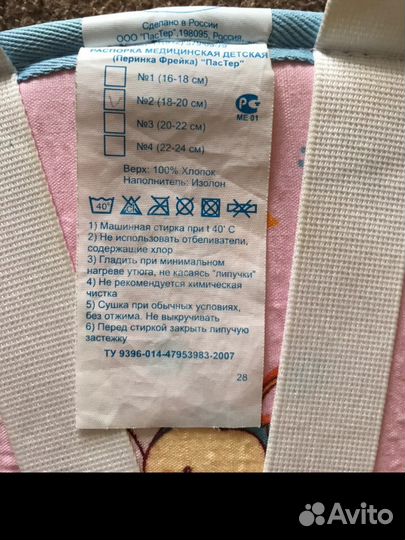 Сделано в России
ООО "ПасТер",198095, Россия,
РАСПОРКА МЕДИЦИНСКАЯ ДЕТСКАЯ
(Перинка Фрейка) "ПасТер"
№1 (16-18 см)
№2 (18-20 см)
№3 (20-22 см)
№4 (22-24 см)
РС
МЕ 01
Верх: 100% Хлопок
Наполнитель: Изолон
40°
1) Машинная стирка при t 40˚ C
2) Не использовать отбеливатели,
содержащие хлор
3) Гладить при минимальном
нагреве утюга, не касаясь "липучки"
4) Не рекомендуется химическая
чистка
5) Сушка при обычных условиях,
без отжима. Не выкручивать
6) Перед стиркой закрыть липучую
застежку
ТУ 9396-014-47953983-2007
28
Avito